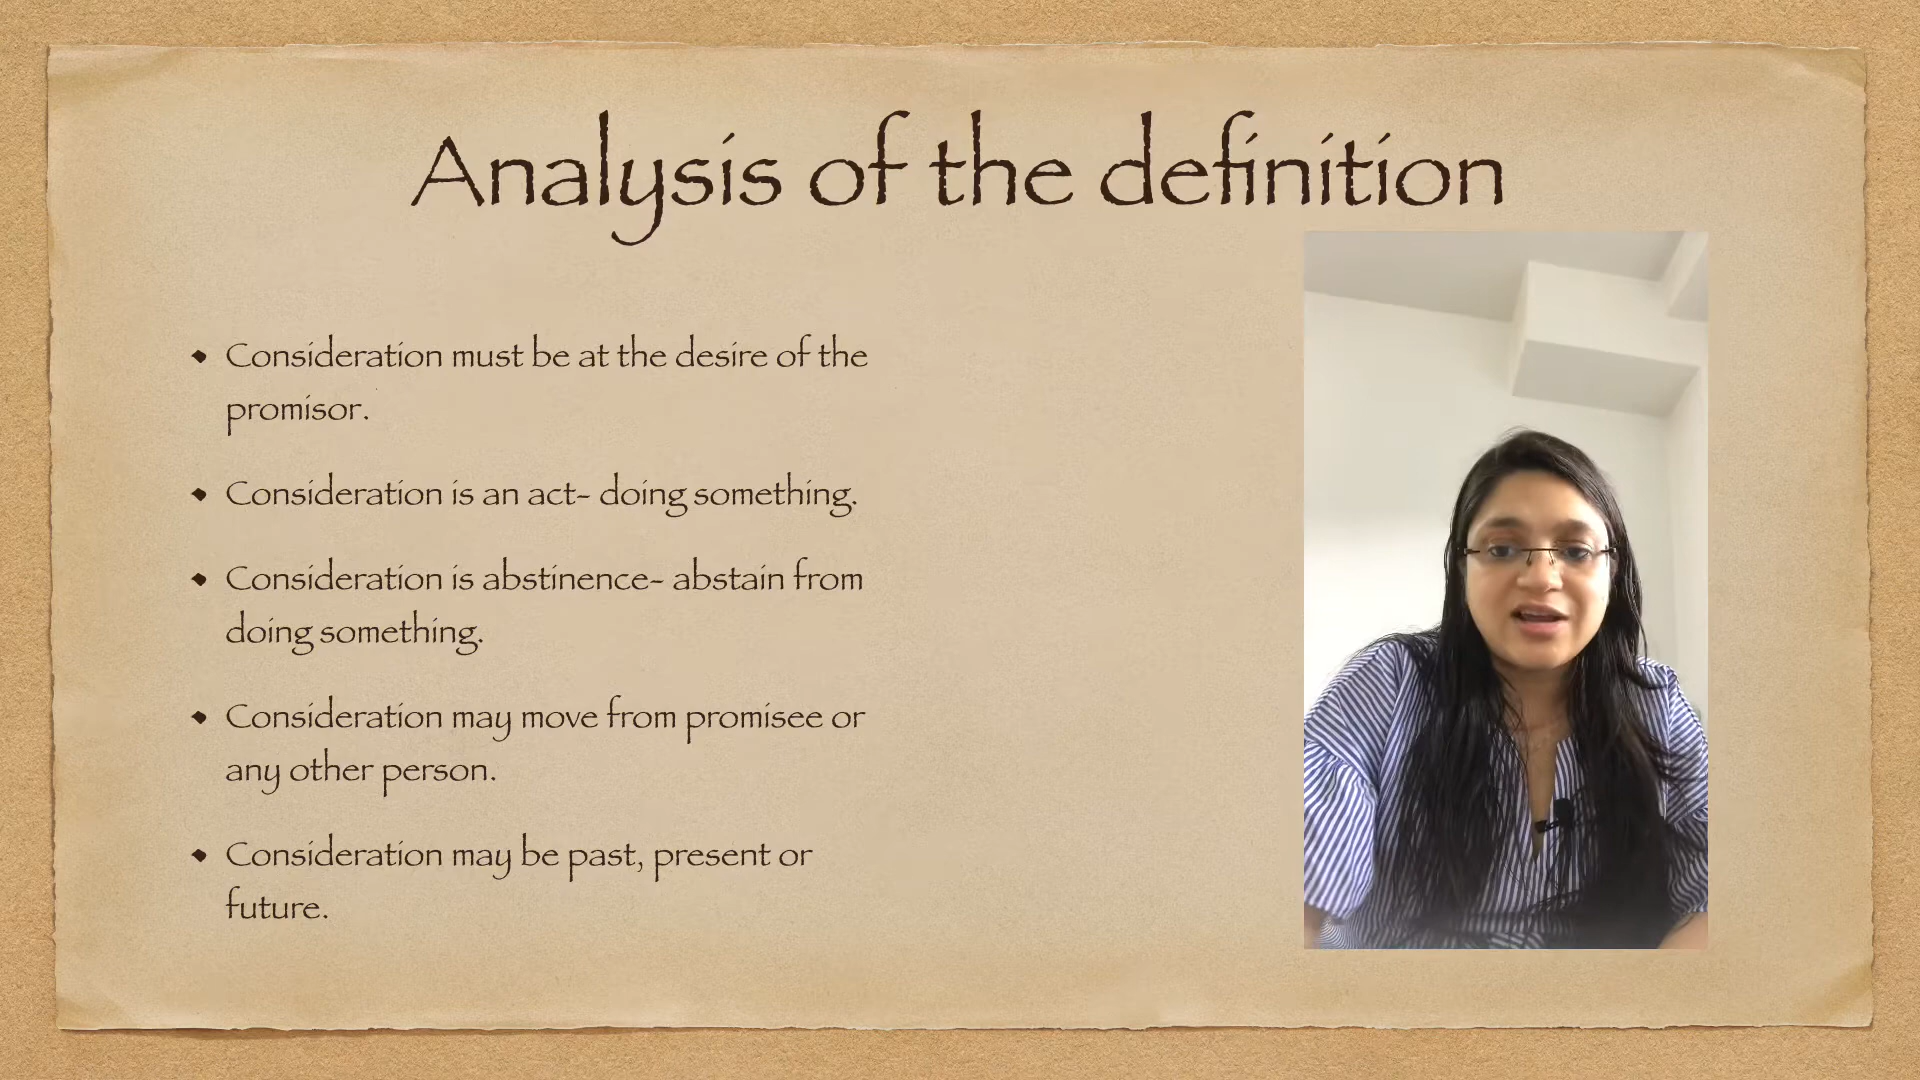 Analysis of the definition
• Consideration must be at the desire of the
promisor.
• Consideration is an act- doing something.
• Consideration is abstinence- abstain from
doing something.
• Consideration may move from promisee or
any other person.
• Consideration may be past, present or
future.